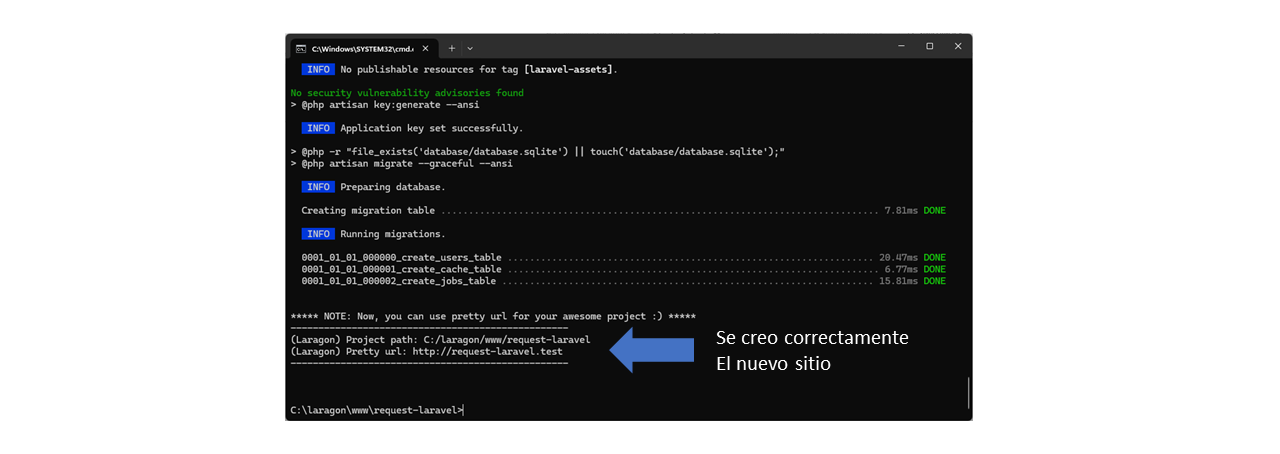 C:\Windows\SYSTEM32\cmd.e
INFO No publishable resources for tag [laravel-assets].
No security vulnerability advisories found
> @php artisan key:generate --ansi
INFO Application key set successfully.
> @php -r "file_exists('database/database.sqlite') || touch('database/database.sqlite');"
> @php artisan migrate --graceful --ansi
INFO Preparing database.
Creating migration table ............................................................................... 7.81ms DONE
INFO Running migrations.
0001_01_01_000000_create_users_table .................................................................. 20.47ms DONE
0001_01_01_000001_create_cache_table ................................................................... 6.77ms DONE
0001_01_01_000002_create_jobs_table ................................................................... 15.81ms DONE
***** NOTE: Now, you can use pretty url for your awesome project :) *****
--------------------------------------------------
(Laragon) Project path: C:/laragon/www/request-laravel
(Laragon) Pretty url: http://request-laravel.test
--------------------------------------------------
Se creo correctamente
El nuevo sitio
C:\laragon\www\request-laravel>